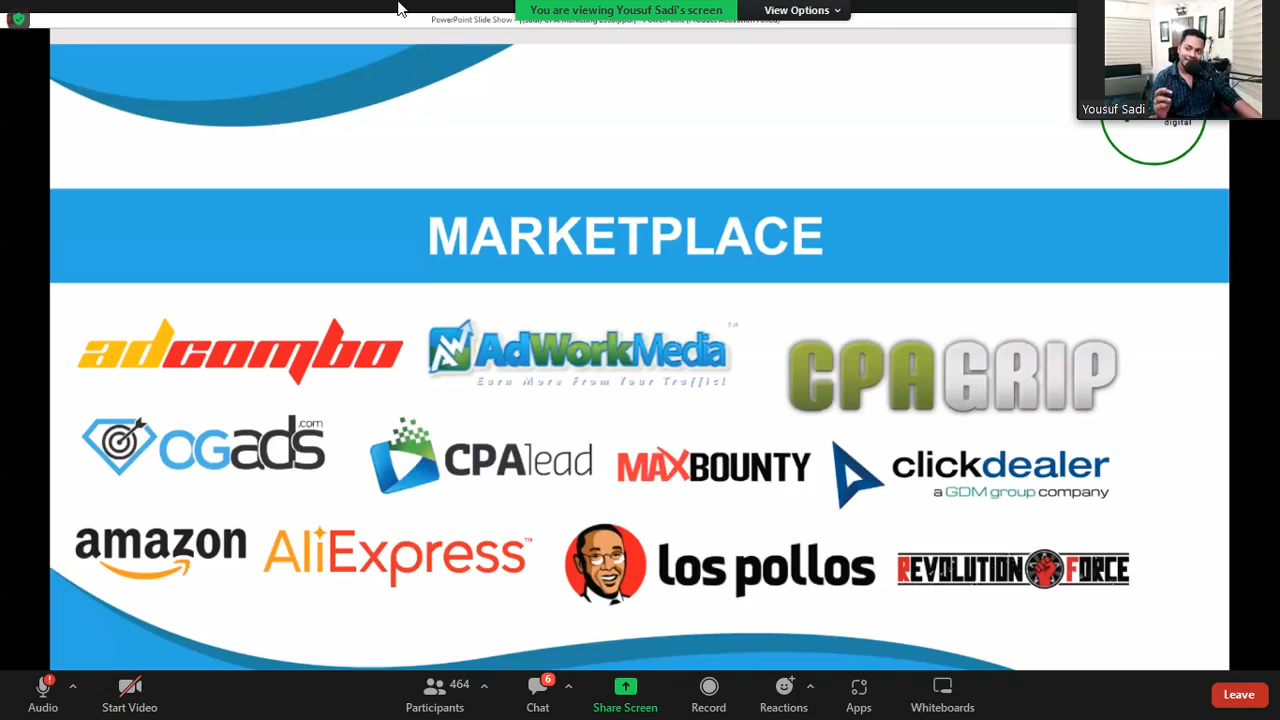 You are viewing Yousuf Sadi's screen
View Options
Yousuf Sadi
digital
MARKETPLACE
adcombo
AdWorkMedia™
Earn More From Your Traffic!
CPAGRIP
OGads.com
CPAlead
MAXBOUNTY
clickdealer
a GDM group company
amazon
AliExpress™
los pollos
REVOLUTION FORCE
Audio
Start Video
464
Participants
6
Chat
Share Screen
Record
Reactions
Apps
Whiteboards
Leave